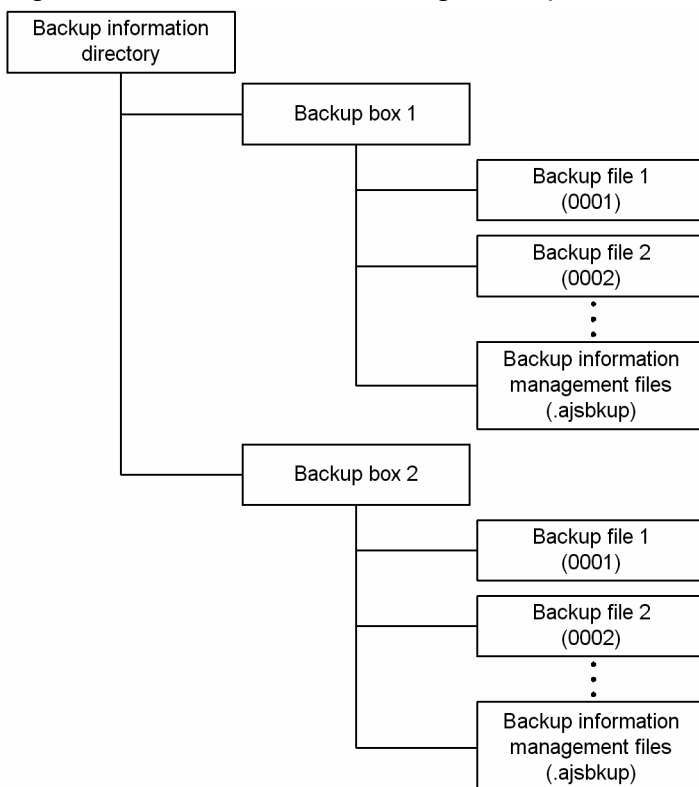 Backup information
directory
Backup box 1
Backup file 1
(0001)
Backup file 2
(0002)
Backup information
management files
(.ajsbkup)
Backup box 2
Backup file 1
(0001)
Backup file 2
(0002)
Backup information
management files
(.ajsbkup)